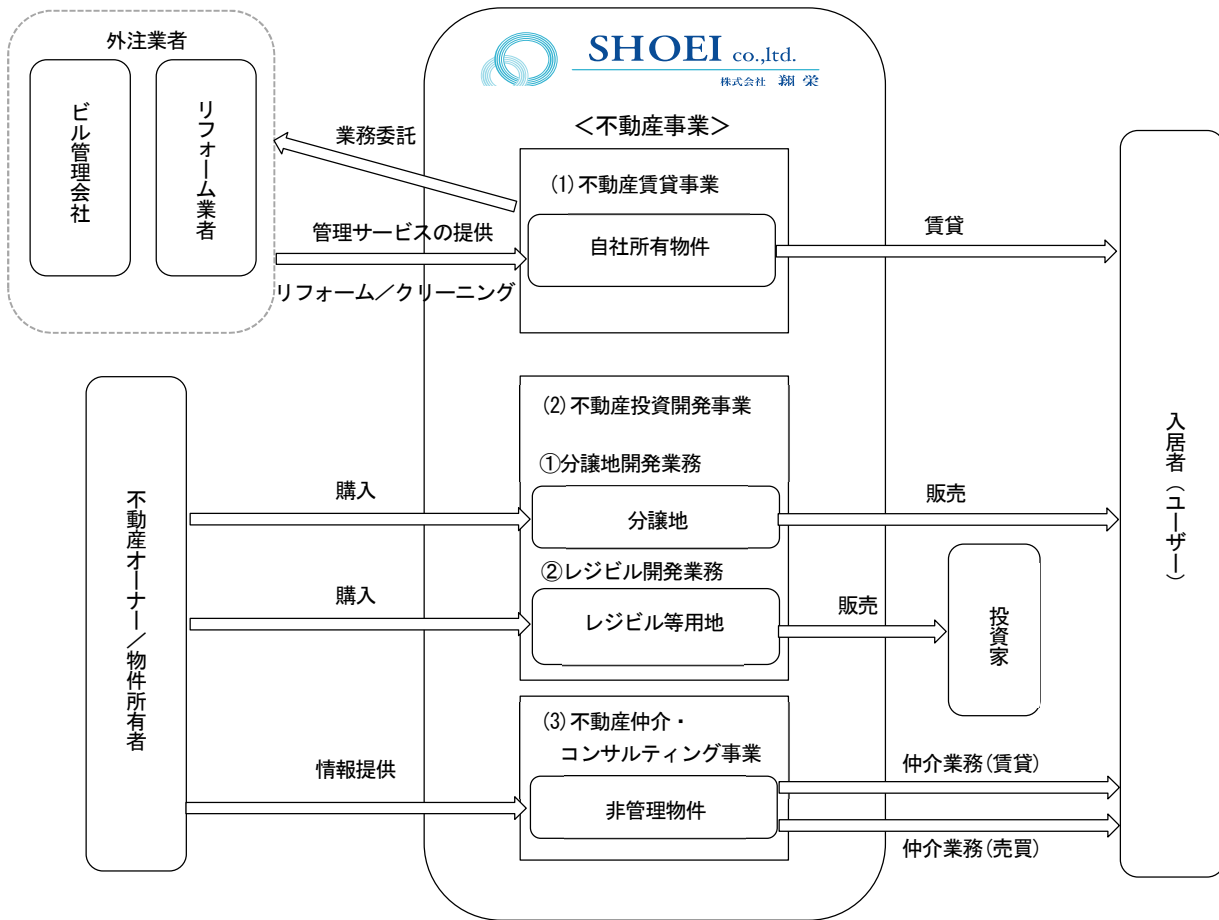 外注業者
ビル管理会社
リフォーム業者
SHOEI co.,ltd.
株式会社 翔栄
<不動産事業>
業務委託
(1)不動産賃貸事業
管理サービスの提供
自社所有物件
賃貸
リフォーム／クリーニング
不動産オーナー／物件所有者
(2)不動産投資開発事業
①分譲地開発業務
購入
分譲地
販売
②レジビル開発業務
購入
レジビル等用地
販売
投資家
入居者（ユーザー）
(3)不動産仲介・
コンサルティング事業
情報提供
非管理物件
仲介業務(賃貸)
仲介業務(売買)